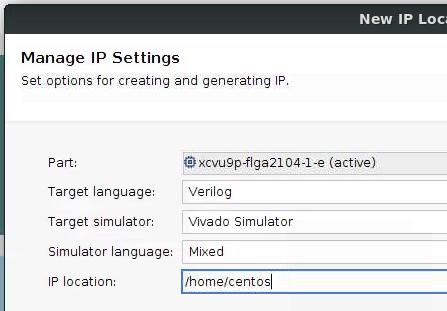 New IP Loca
Manage IP Settings
Set options for creating and generating IP.
Part: xcvu9p-flga2104-1-e (active)
Target language: Verilog
Target simulator: Vivado Simulator
Simulator language: Mixed
IP location: /home/centos